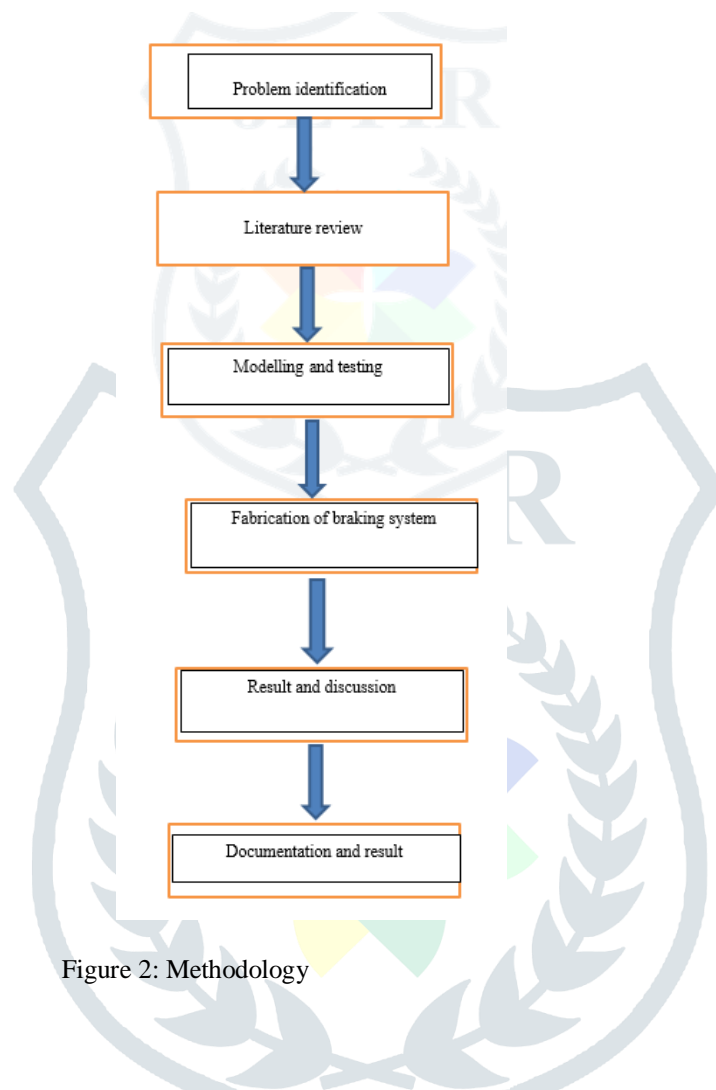 Problem identification
Literature review
Modelling and testing
Fabrication of braking system
Result and discussion
Documentation and result
Figure 2: Methodology